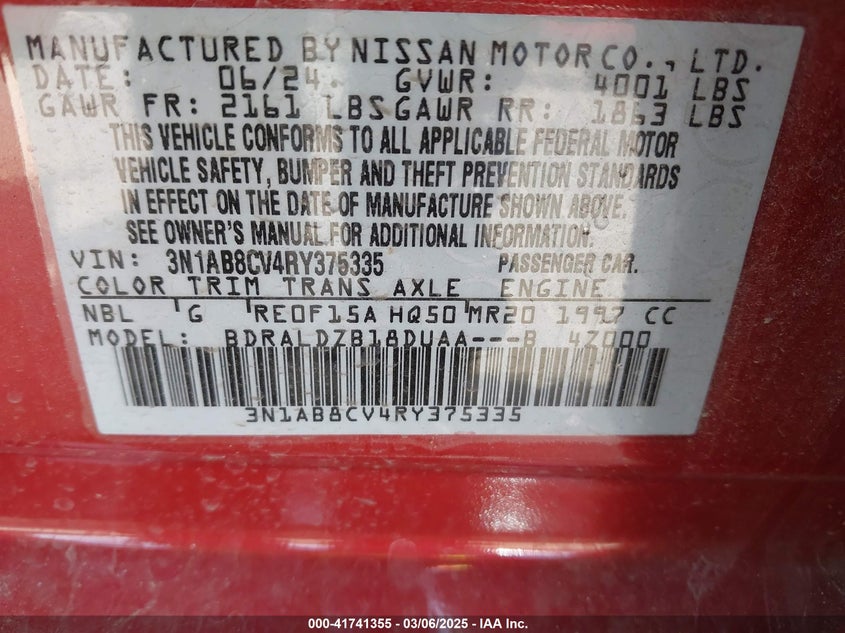 MANUFACTURED BY NISSAN MOTOR CO., LTD.
DATE: 06/24 GVWR: 4001 LBS
GAWR FR: 2161 LBS GAWR RR: 1863 LBS
THIS VEHICLE CONFORMS TO ALL APPLICABLE FEDERAL MOTOR
VEHICLE SAFETY, BUMPER AND THEFT PREVENTION STANDARDS
IN EFFECT ON THE DATE OF MANUFACTURE SHOWN ABOVE.
SEE OWNER'S MANUAL FOR ADDITIONAL INFORMATION.
VIN: 3N1AB8CV4RY375335 PASSENGER CAR.
COLOR TRIM TRANS AXLE ENGINE
NBL G RE0F15A HQ50 MR20 1997 CC
MODEL: BDRALDZB18DUAA---B 4Z000
3N1AB8CV4RY375335
000-41741355 | 03/06/2025 - IAA Inc.